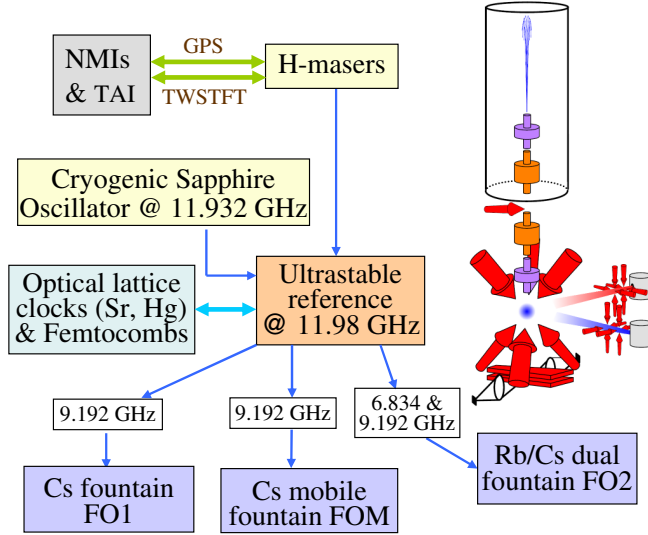 NMIs
& TAI
GPS
TWSTFT
H-masers
Cryogenic Sapphire
Oscillator @ 11.932 GHz
Optical lattice
clocks (Sr, Hg)
& Femtocombs
Ultrastable
reference
@ 11.98 GHz
9.192 GHz
9.192 GHz
6.834 &
9.192 GHz
Cs fountain
FO1
Cs mobile
fountain FOM
Rb/Cs dual
fountain FO2